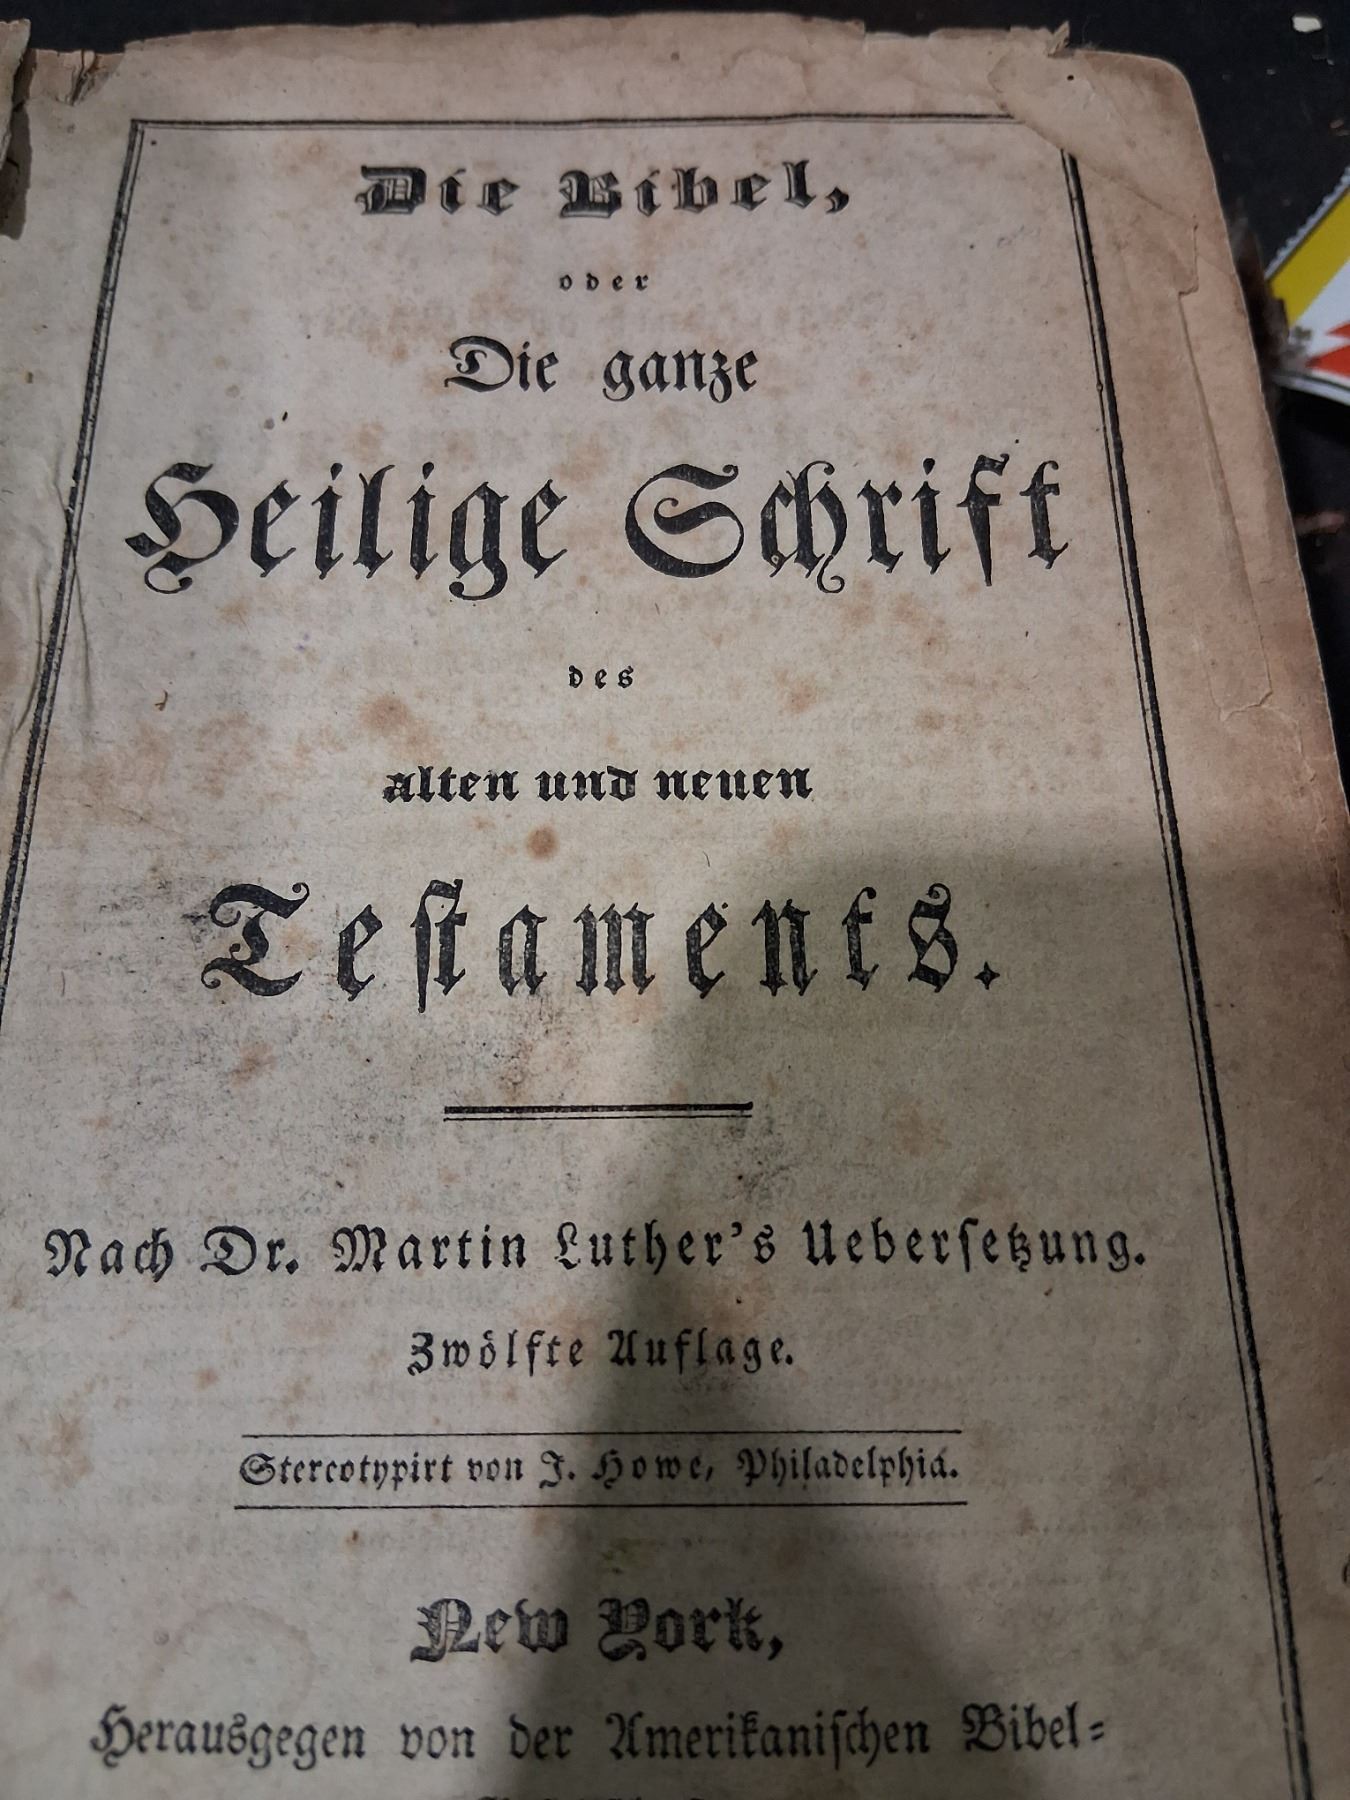 Die Bibel,
oder
Die ganze
Heilige Schrift
des
alten und neuen
Testaments.
Nach Dr. Martin Luther's Uebersetzung.
Zwölfte Auflage.
Stereotypirt von J. Howe, Philadelphia.
New York,
Herausgegen von der Amerikanischen Bibel=